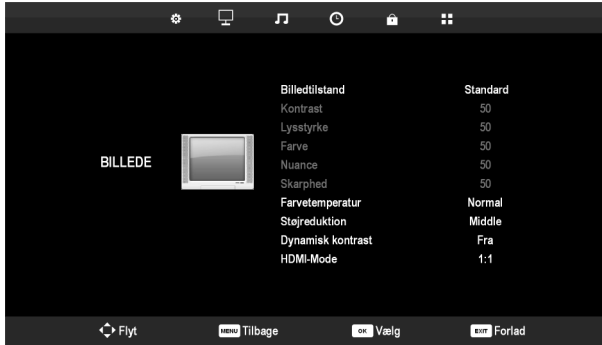 Billedtilstand Standard
Kontrast 50
Lysstyrke 50
Farve 50
BILLEDE
Nuance 50
Skarphed 50
Farvetemperatur Normal
Støjreduktion Middle
Dynamisk kontrast Fra
HDMI-Mode 1:1
Flyt MENU Tilbage OK Vælg EXIT Forlad